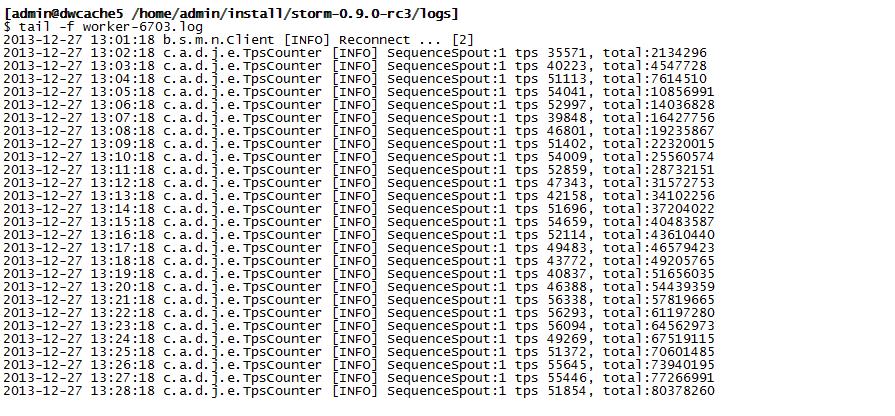 [admin@dwcache5 /home/admin/install/storm-0.9.0-rc3/logs]
$ tail -f worker-6703.log
2013-12-27 13:01:18 b.s.m.n.Client [INFO] Reconnect ... [2]
2013-12-27 13:02:18 c.a.d.j.e.TpsCounter [INFO] SequenceSpout:1 tps 35571, total:2134296
2013-12-27 13:03:18 c.a.d.j.e.TpsCounter [INFO] SequenceSpout:1 tps 40223, total:4547728
2013-12-27 13:04:18 c.a.d.j.e.TpsCounter [INFO] SequenceSpout:1 tps 51113, total:7614510
2013-12-27 13:05:18 c.a.d.j.e.TpsCounter [INFO] SequenceSpout:1 tps 54041, total:10856991
2013-12-27 13:06:18 c.a.d.j.e.TpsCounter [INFO] SequenceSpout:1 tps 52997, total:14036828
2013-12-27 13:07:18 c.a.d.j.e.TpsCounter [INFO] SequenceSpout:1 tps 39848, total:16427756
2013-12-27 13:08:18 c.a.d.j.e.TpsCounter [INFO] SequenceSpout:1 tps 46801, total:19235867
2013-12-27 13:09:18 c.a.d.j.e.TpsCounter [INFO] SequenceSpout:1 tps 51402, total:22320015
2013-12-27 13:10:18 c.a.d.j.e.TpsCounter [INFO] SequenceSpout:1 tps 54009, total:25560574
2013-12-27 13:11:18 c.a.d.j.e.TpsCounter [INFO] SequenceSpout:1 tps 52859, total:28732151
2013-12-27 13:12:18 c.a.d.j.e.TpsCounter [INFO] SequenceSpout:1 tps 47343, total:31572753
2013-12-27 13:13:18 c.a.d.j.e.TpsCounter [INFO] SequenceSpout:1 tps 42158, total:34102256
2013-12-27 13:14:18 c.a.d.j.e.TpsCounter [INFO] SequenceSpout:1 tps 51696, total:37204022
2013-12-27 13:15:18 c.a.d.j.e.TpsCounter [INFO] SequenceSpout:1 tps 54659, total:40483587
2013-12-27 13:16:18 c.a.d.j.e.TpsCounter [INFO] SequenceSpout:1 tps 52114, total:43610440
2013-12-27 13:17:18 c.a.d.j.e.TpsCounter [INFO] SequenceSpout:1 tps 49483, total:46579423
2013-12-27 13:18:18 c.a.d.j.e.TpsCounter [INFO] SequenceSpout:1 tps 43772, total:49205765
2013-12-27 13:19:18 c.a.d.j.e.TpsCounter [INFO] SequenceSpout:1 tps 40837, total:51656035
2013-12-27 13:20:18 c.a.d.j.e.TpsCounter [INFO] SequenceSpout:1 tps 46388, total:54439359
2013-12-27 13:21:18 c.a.d.j.e.TpsCounter [INFO] SequenceSpout:1 tps 56338, total:57819665
2013-12-27 13:22:18 c.a.d.j.e.TpsCounter [INFO] SequenceSpout:1 tps 56293, total:61197280
2013-12-27 13:23:18 c.a.d.j.e.TpsCounter [INFO] SequenceSpout:1 tps 56094, total:64562973
2013-12-27 13:24:18 c.a.d.j.e.TpsCounter [INFO] SequenceSpout:1 tps 49269, total:67519115
2013-12-27 13:25:18 c.a.d.j.e.TpsCounter [INFO] SequenceSpout:1 tps 51372, total:70601485
2013-12-27 13:26:18 c.a.d.j.e.TpsCounter [INFO] SequenceSpout:1 tps 55645, total:73940195
2013-12-27 13:27:18 c.a.d.j.e.TpsCounter [INFO] SequenceSpout:1 tps 55446, total:77266991
2013-12-27 13:28:18 c.a.d.j.e.TpsCounter [INFO] SequenceSpout:1 tps 51854, total:80378260